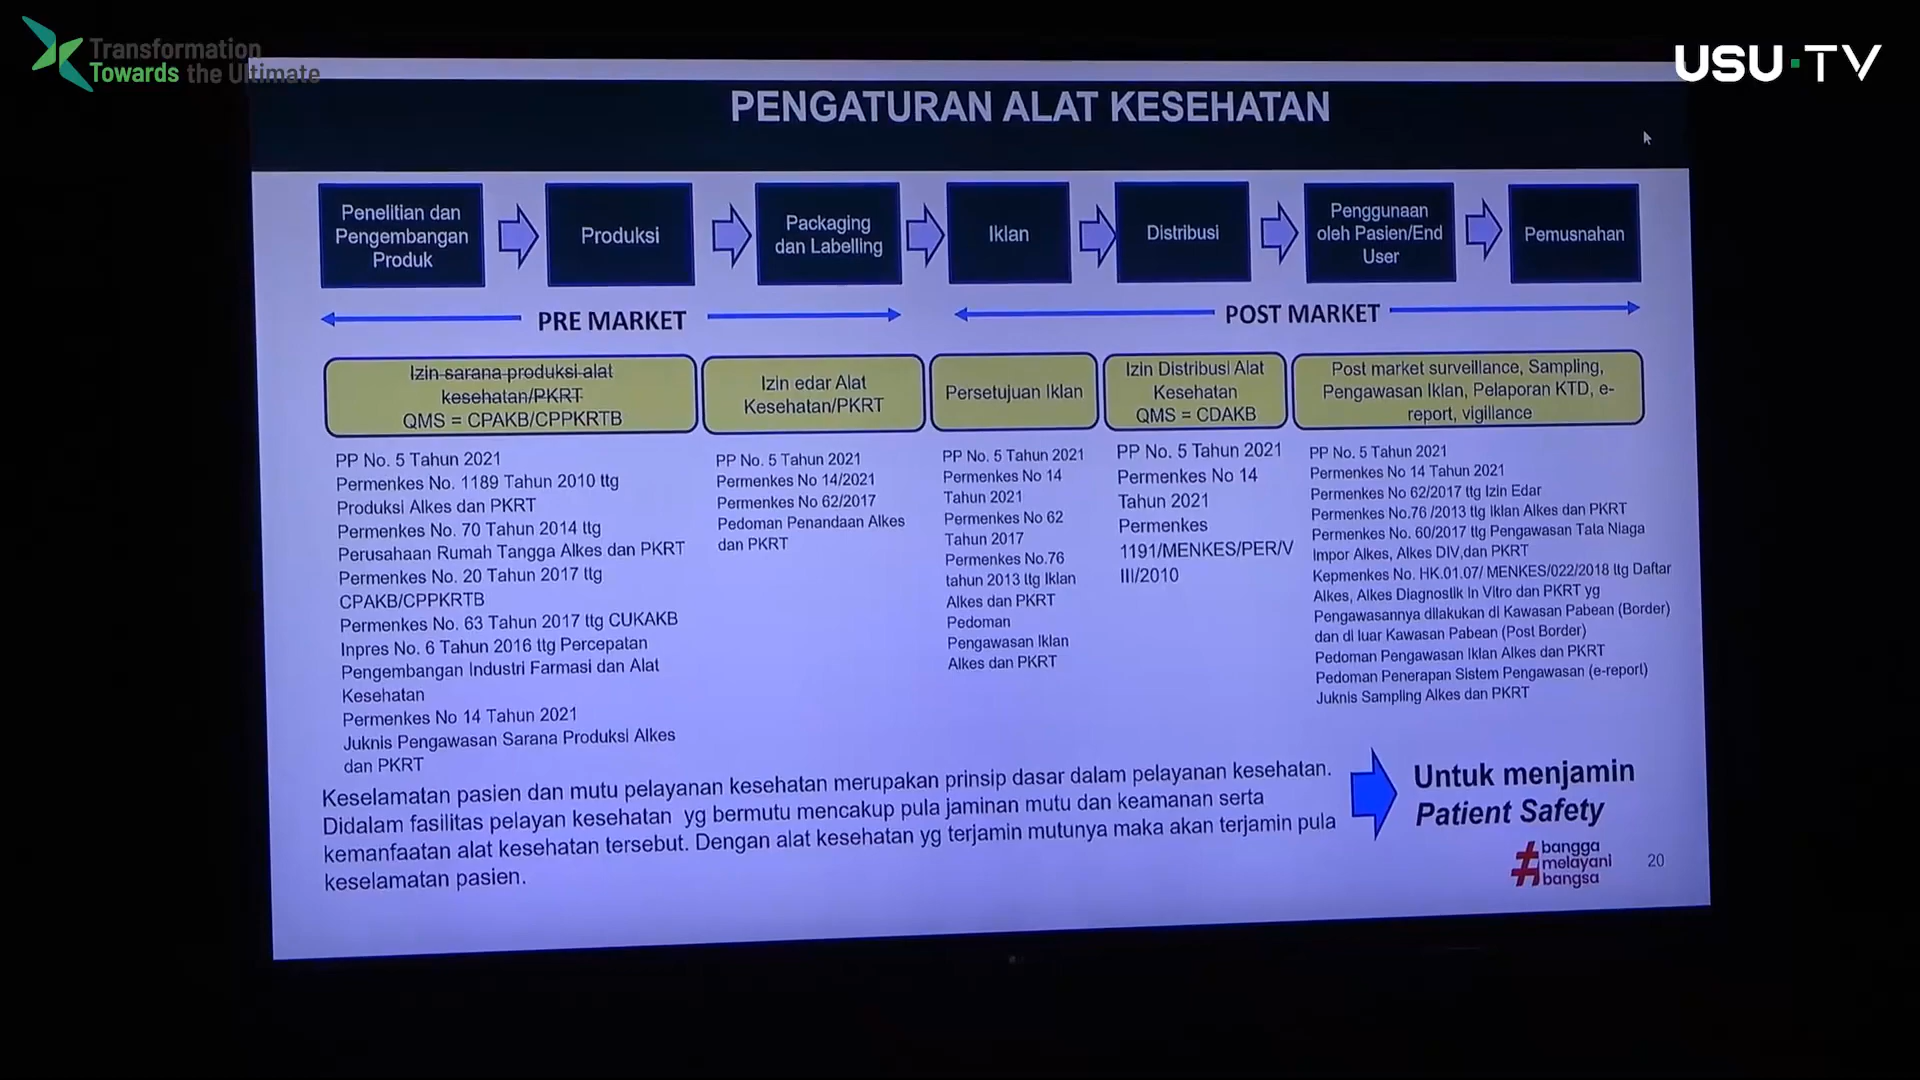 Transformation
Towards the Ultimate
USU·TV
PENGATURAN ALAT KESEHATAN
Penelitian dan
Pengembangan
Produk
Produksi
Packaging
dan Labelling
Iklan
Distribusi
Penggunaan
oleh Pasien/End
User
Pemusnahan
PRE MARKET
POST MARKET
Izin sarana produksi alat
kesehatan/PKRT
QMS = CPAKB/CPPKRTB
Izin edar Alat
Kesehatan/PKRT
Persetujuan Iklan
Izin Distribusi Alat
Kesehatan
QMS = CDAKB
Post market surveillance, Sampling,
Pengawasan Iklan, Pelaporan KTD, e-
report, vigillance
PP No. 5 Tahun 2021
Permenkes No. 1189 Tahun 2010 ttg
Produksi Alkes dan PKRT
Permenkes No. 70 Tahun 2014 ttg
Perusahaan Rumah Tangga Alkes dan PKRT
Permenkes No. 20 Tahun 2017 ttg
CPAKB/CPPKRTB
Permenkes No. 63 Tahun 2017 ttg CUKAKB
Inpres No. 6 Tahun 2016 ttg Percepatan
Pengembangan Industri Farmasi dan Alat
Kesehatan
Permenkes No 14 Tahun 2021
Juknis Pengawasan Sarana Produksi Alkes
dan PKRT
PP No. 5 Tahun 2021
Permenkes No 14/2021
Permenkes No 62/2017
Pedoman Penandaan Alkes
dan PKRT
PP No. 5 Tahun 2021
Permenkes No 14
Tahun 2021
Permenkes No 62
Tahun 2017
Permenkes No.76
tahun 2013 ttg Iklan
Alkes dan PKRT
Pedoman
Pengawasan Iklan
Alkes dan PKRT
PP No. 5 Tahun 2021
Permenkes No 14
Tahun 2021
Permenkes
1191/MENKES/PER/V
III/2010
PP No. 5 Tahun 2021
Permenkes No 14 Tahun 2021
Permenkes No 62/2017 ttg Izin Edar
Permenkes No.76 /2013 ttg Iklan Alkes dan PKRT
Permenkes No. 60/2017 ttg Pengawasan Tata Niaga
Impor Alkes, Alkes DIV,dan PKRT
Kepmenkes No. HK.01.07/ MENKES/022/2018 ttg Daftar
Alkes, Alkes Diagnostik In Vitro dan PKRT yg
Pengawasannya dilakukan di Kawasan Pabean (Border)
dan di luar Kawasan Pabean (Post Border)
Pedoman Pengawasan Iklan Alkes dan PKRT
Pedoman Penerapan Sistem Pengawasan (e-report)
Juknis Sampling Alkes dan PKRT
Keselamatan pasien dan mutu pelayanan kesehatan merupakan prinsip dasar dalam pelayanan kesehatan.
Didalam fasilitas pelayan kesehatan yg bermutu mencakup pula jaminan mutu dan keamanan serta
kemanfaatan alat kesehatan tersebut. Dengan alat kesehatan yg terjamin mutunya maka akan terjamin pula
keselamatan pasien.
Untuk menjamin
Patient Safety
#bangga
melayani
bangsa
20